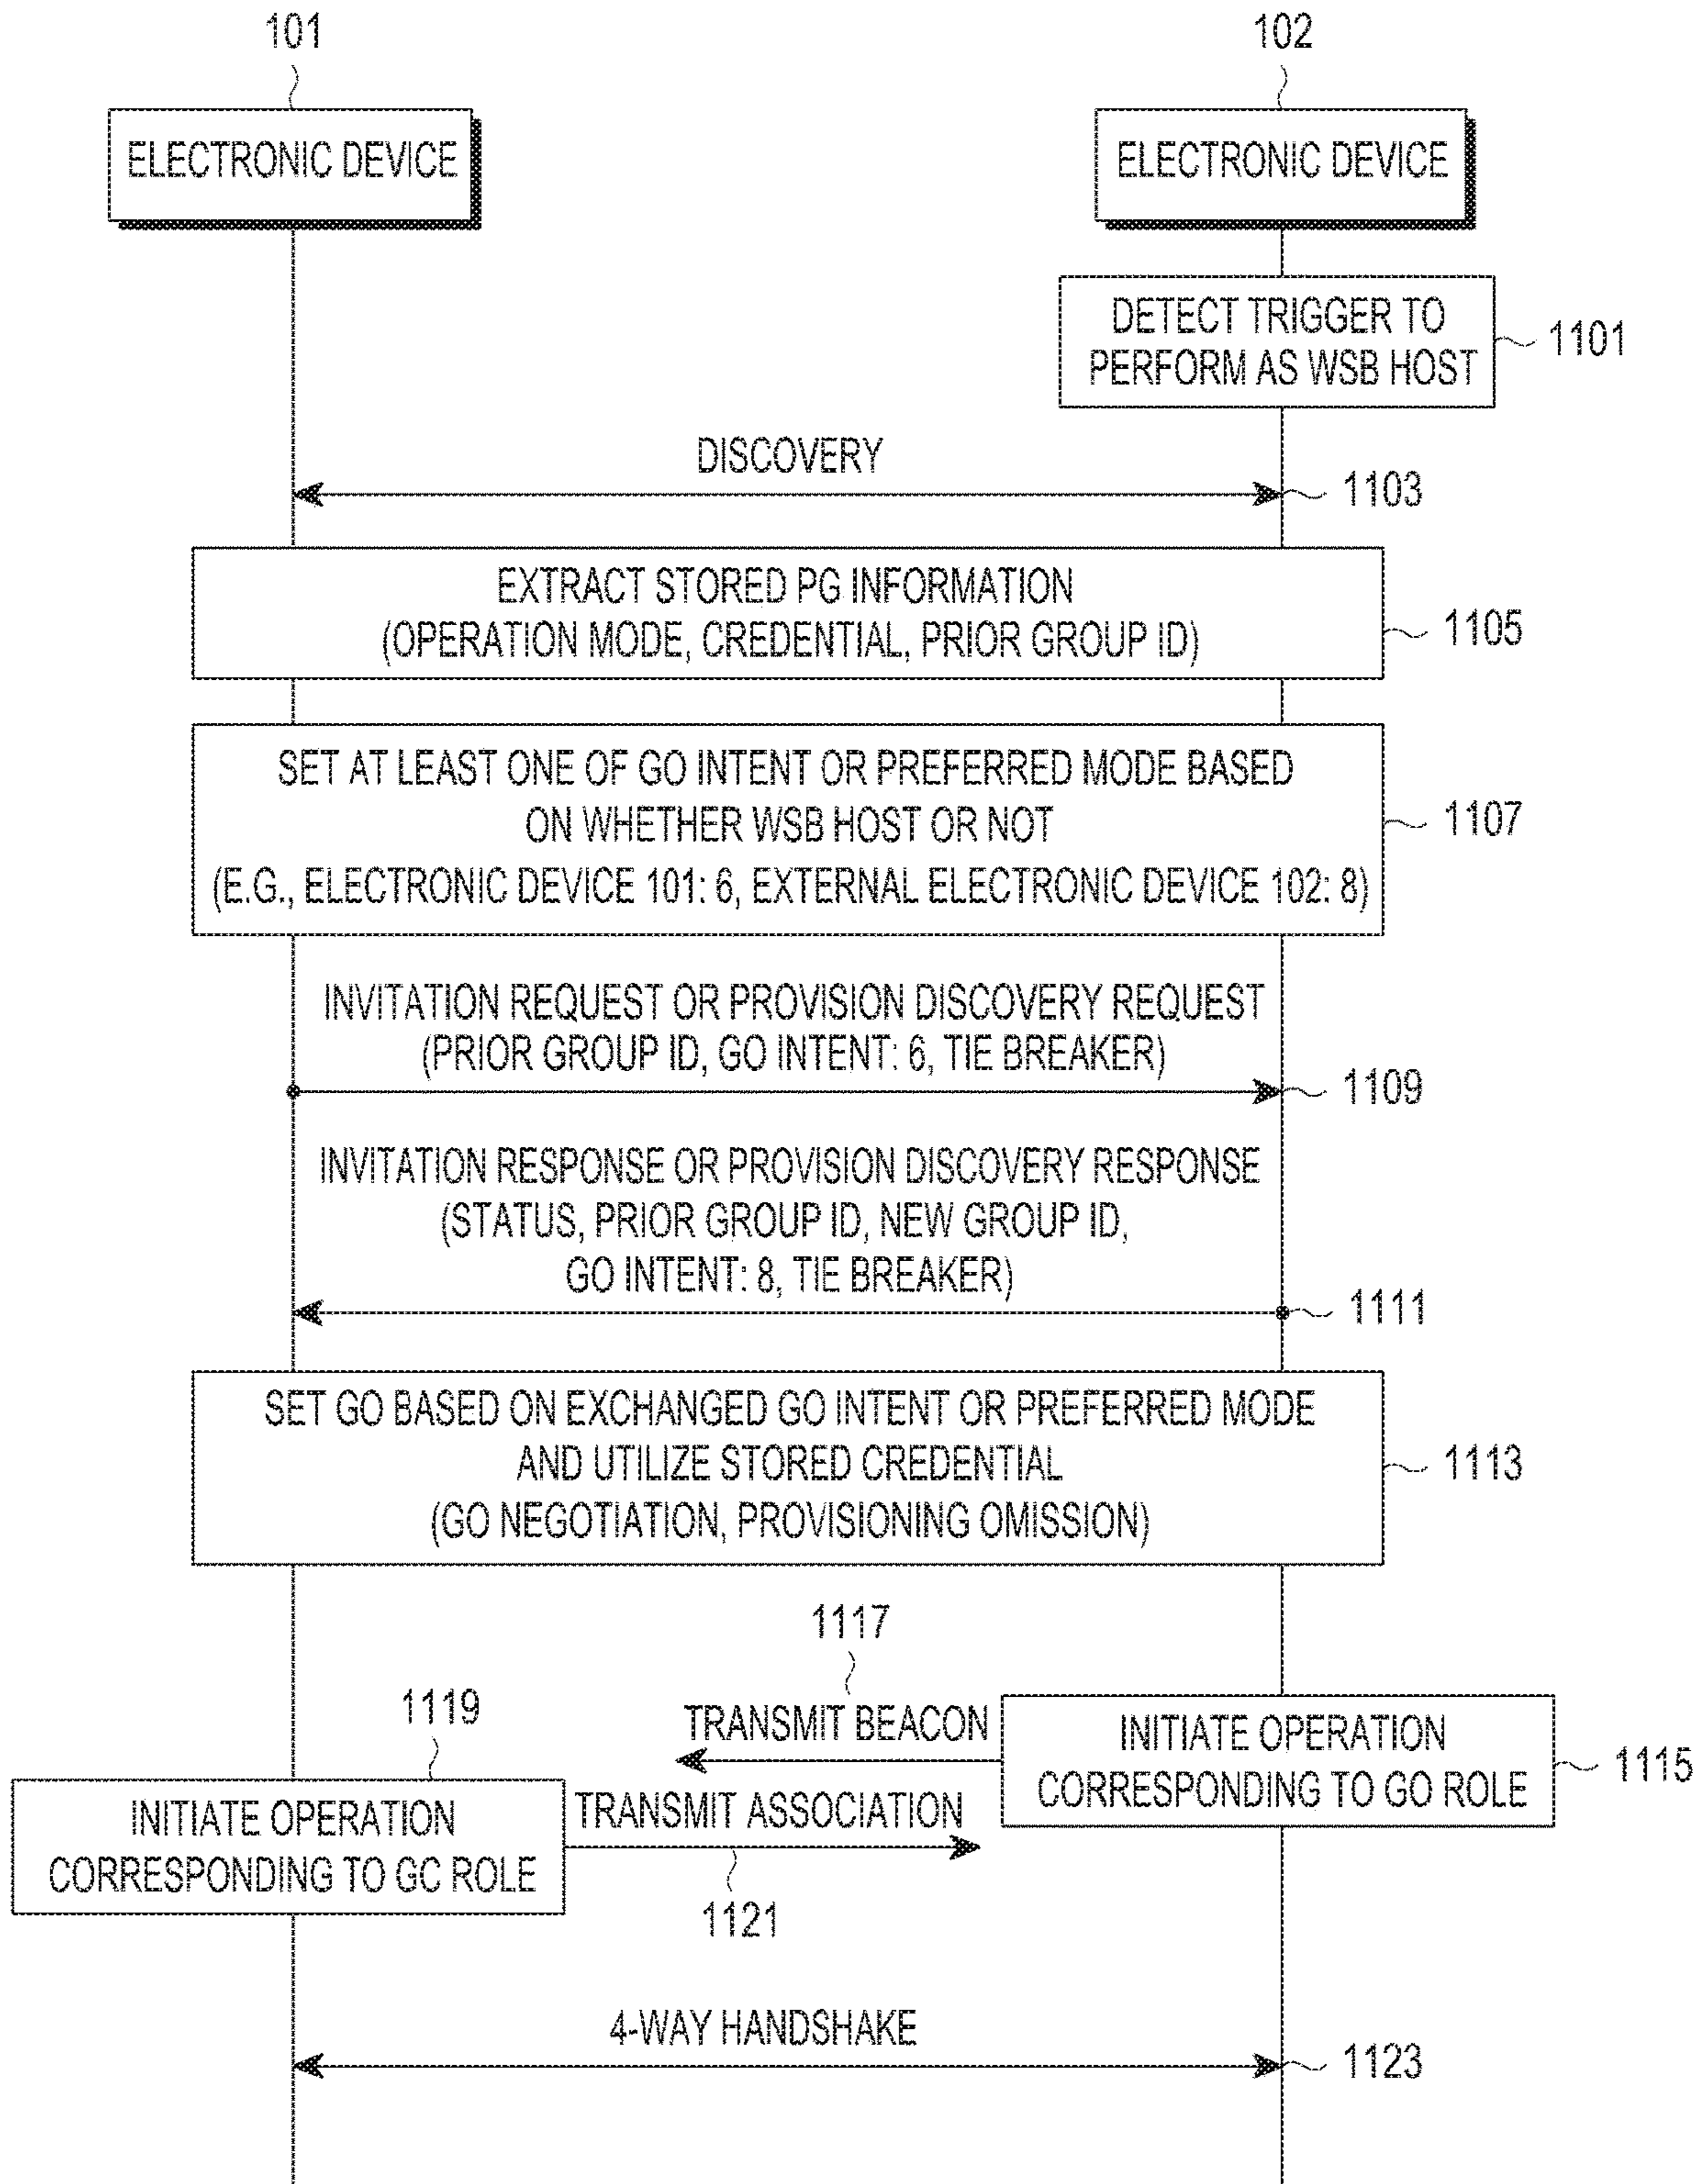 101
102
ELECTRONIC DEVICE
ELECTRONIC DEVICE
DETECT TRIGGER TO
PERFORM AS WSB HOST
1101
DISCOVERY
1103
EXTRACT STORED PG INFORMATION
(OPERATION MODE, CREDENTIAL, PRIOR GROUP ID)
1105
SET AT LEAST ONE OF GO INTENT OR PREFERRED MODE BASED
ON WHETHER WSB HOST OR NOT
(E.G., ELECTRONIC DEVICE 101: 6, EXTERNAL ELECTRONIC DEVICE 102: 8)
1107
INVITATION REQUEST OR PROVISION DISCOVERY REQUEST
(PRIOR GROUP ID, GO INTENT: 6, TIE BREAKER)
1109
INVITATION RESPONSE OR PROVISION DISCOVERY RESPONSE
(STATUS, PRIOR GROUP ID, NEW GROUP ID,
GO INTENT: 8, TIE BREAKER)
1111
SET GO BASED ON EXCHANGED GO INTENT OR PREFERRED MODE
AND UTILIZE STORED CREDENTIAL
(GO NEGOTIATION, PROVISIONING OMISSION)
1113
1117
TRANSMIT BEACON
INITIATE OPERATION
CORRESPONDING TO GO ROLE
1115
1119
INITIATE OPERATION
CORRESPONDING TO GC ROLE
TRANSMIT ASSOCIATION
1121
4-WAY HANDSHAKE
1123